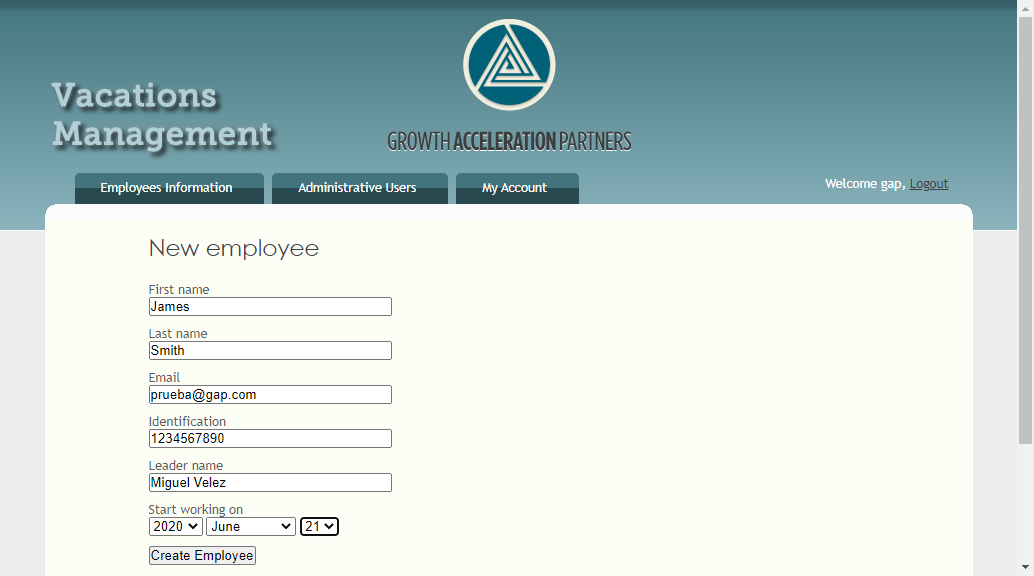 Vacations
Management
GROWTH ACCELERATION PARTNERS
Employees Information Administrative Users My Account Welcome gap, Logout
New employee
First name
James
Last name
Smith
Email
prueba@gap.com
Identification
1234567890
Leader name
Miguel Velez
Start working on
2020 June 21
Create Employee